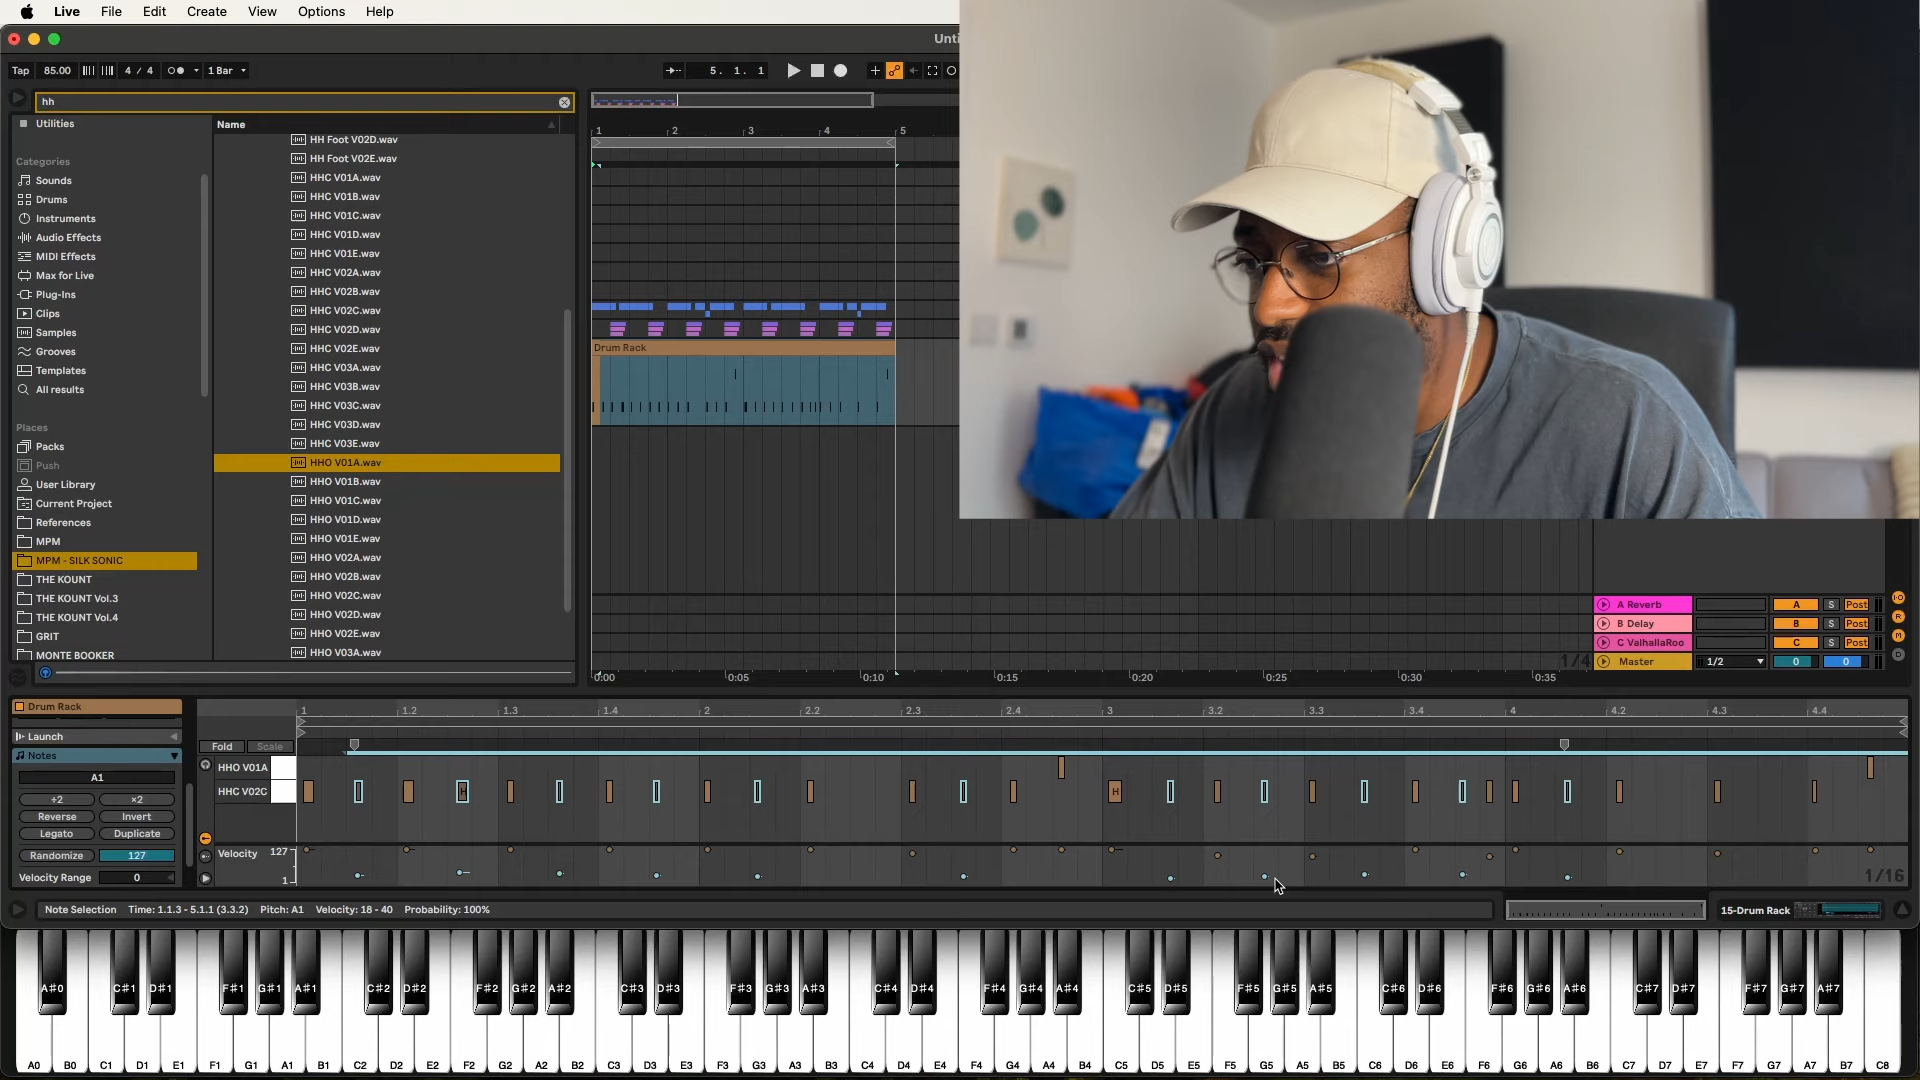 Live File Edit Create View Options Help
Unti
Tap 85.00 4 / 4 1 Bar 5. 1. 1
hh
Utilities
Categories
Sounds
Drums
Instruments
Audio Effects
MIDI Effects
Max for Live
Plug-Ins
Clips
Samples
Grooves
Templates
All results
Places
Packs
Push
User Library
Current Project
References
MPM
MPM - SILK SONIC
THE KOUNT
THE KOUNT Vol.3
THE KOUNT Vol.4
GRIT
MONTE BOOKER
Name
HH Foot V02D.wav
HH Foot V02E.wav
HHC V01A.wav
HHC V01B.wav
HHC V01C.wav
HHC V01D.wav
HHC V01E.wav
HHC V02A.wav
HHC V02B.wav
HHC V02C.wav
HHC V02D.wav
HHC V02E.wav
HHC V03A.wav
HHC V03B.wav
HHC V03C.wav
HHC V03D.wav
HHC V03E.wav
HHO V01A.wav
HHO V01B.wav
HHO V01C.wav
HHO V01D.wav
HHO V01E.wav
HHO V02A.wav
HHO V02B.wav
HHO V02C.wav
HHO V02D.wav
HHO V02E.wav
HHO V03A.wav
1 2 3 4 5
Drum Rack
A Reverb A S Post
B Delay B S Post
C ValhallaRoo C S Post
1/4 Master 1/2 0 0
0:00 0:05 0:10 0:15 0:20 0:25 0:30 0:35
Drum Rack
Launch
Notes
A1
÷2 ×2
Reverse Invert
Legato Duplicate
Randomize 127
Velocity Range 0
1 1.2 1.3 1.4 2 2.2 2.3 2.4 3 3.2 3.3 3.4 4 4.2 4.3 4.4
Fold Scale
HHO V01A
HHC V02C H H
Velocity 127
1 1/16
Note Selection Time: 1.1.3 - 5.1.1 (3.3.2) Pitch: A1 Velocity: 18 - 40 Probability: 100%
15-Drum Rack
A#0 C#1 D#1 F#1 G#1 A#1 C#2 D#2 F#2 G#2 A#2 C#3 D#3 F#3 G#3 A#3 C#4 D#4 F#4 G#4 A#4 C#5 D#5 F#5 G#5 A#5 C#6 D#6 F#6 G#6 A#6 C#7 D#7 F#7 G#7 A#7
A0 B0 C1 D1 E1 F1 G1 A1 B1 C2 D2 E2 F2 G2 A2 B2 C3 D3 E3 F3 G3 A3 B3 C4 D4 E4 F4 G4 A4 B4 C5 D5 E5 F5 G5 A5 B5 C6 D6 E6 F6 G6 A6 B6 C7 D7 E7 F7 G7 A7 B7 C8